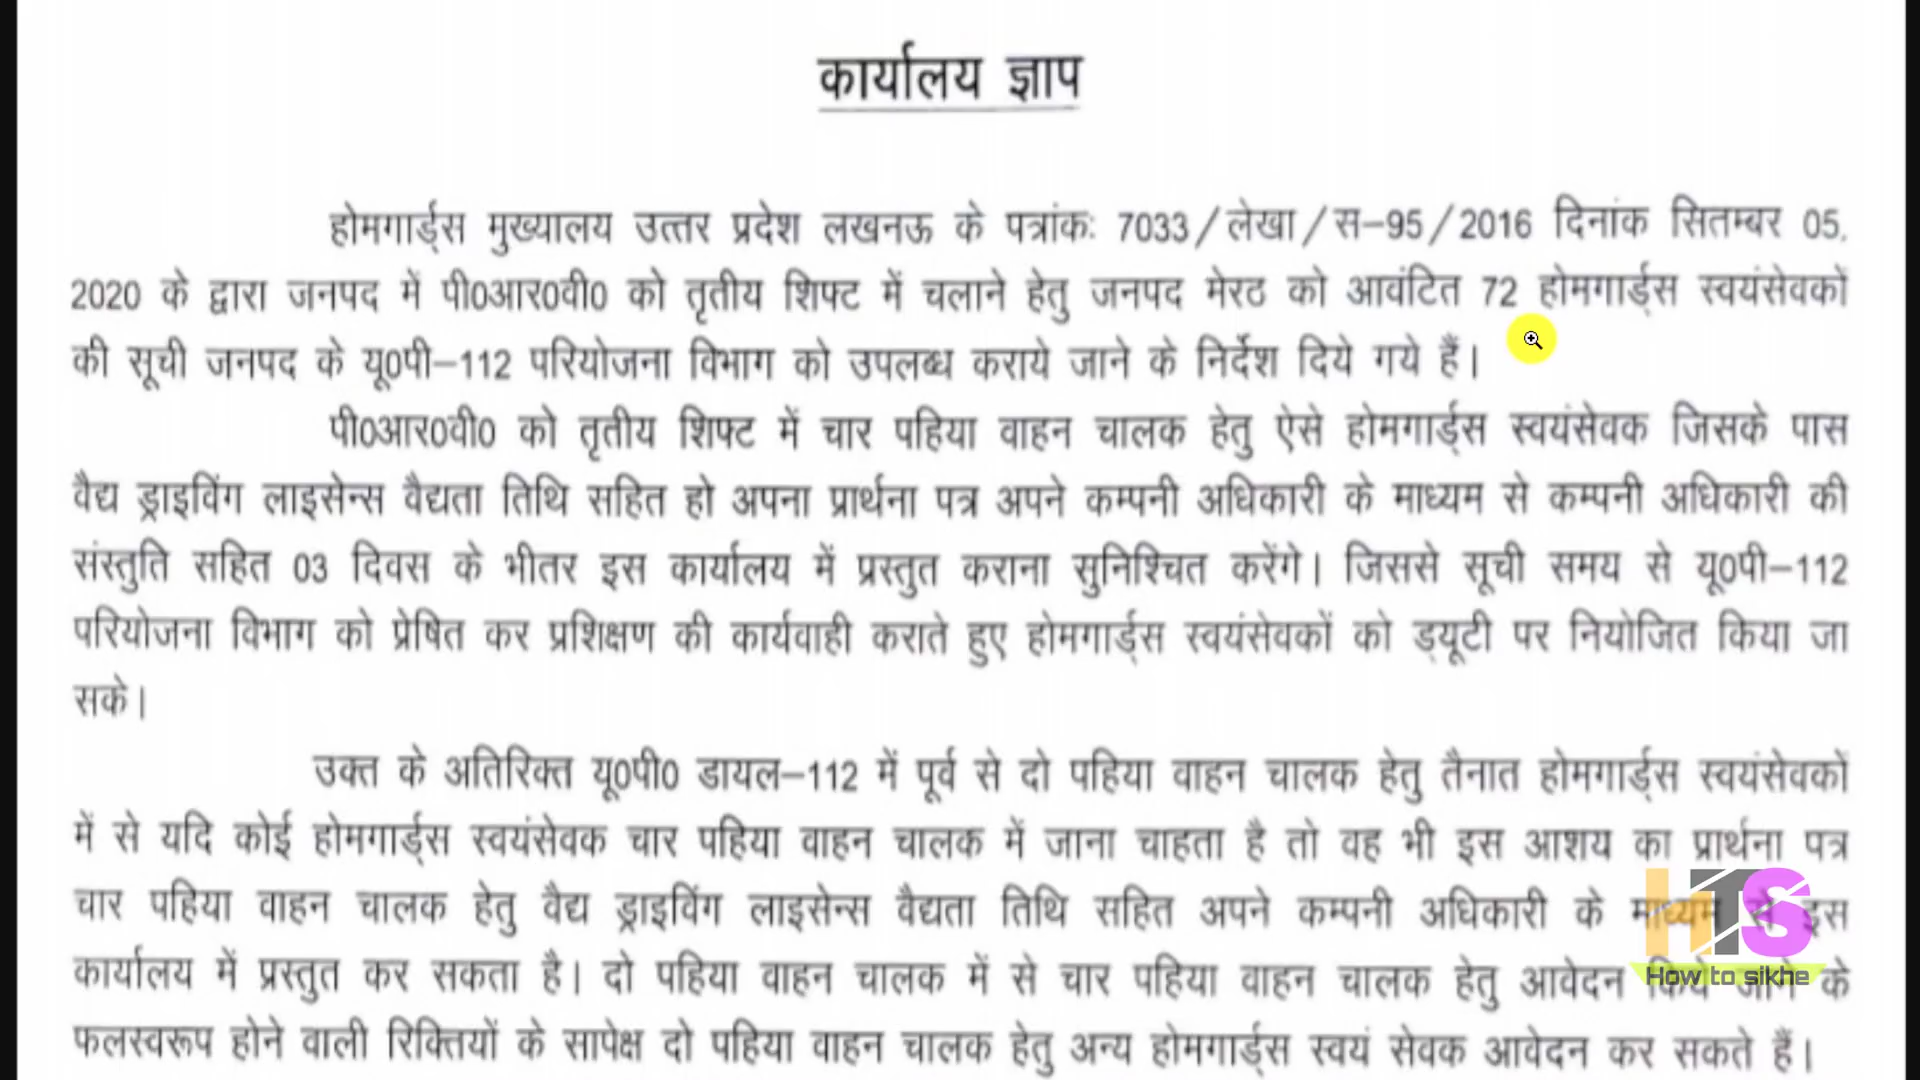 कार्यालय ज्ञाप
होमगार्ड्स मुख्यालय उत्तर प्रदेश लखनऊ के पत्रांकः 7033/लेखा/स-95/2016 दिनांक सितम्बर 05,
2020 के द्वारा जनपद में पी0आर0वी0 को तृतीय शिफ्ट में चलाने हेतु जनपद मेरठ को आवंटित 72 होमगार्ड्स स्वयंसेवकों
की सूची जनपद के यू0पी-112 परियोजना विभाग को उपलब्ध कराये जाने के निर्देश दिये गये हैं।
पी0आर0वी0 को तृतीय शिफ्ट में चार पहिया वाहन चालक हेतु ऐसे होमगार्ड्स स्वयंसेवक जिसके पास
वैद्य ड्राइविंग लाइसेन्स वैद्यता तिथि सहित हो अपना प्रार्थना पत्र अपने कम्पनी अधिकारी के माध्यम से कम्पनी अधिकारी की
संस्तुति सहित 03 दिवस के भीतर इस कार्यालय में प्रस्तुत कराना सुनिश्चित करेंगे। जिससे सूची समय से यू0पी-112
परियोजना विभाग को प्रेषित कर प्रशिक्षण की कार्यवाही कराते हुए होमगार्ड्स स्वयंसेवकों को ड्यूटी पर नियोजित किया जा
सके।
उक्त के अतिरिक्त यू0पी0 डायल-112 में पूर्व से दो पहिया वाहन चालक हेतु तैनात होमगार्ड्स स्वयंसेवकों
में से यदि कोई होमगार्ड्स स्वयंसेवक चार पहिया वाहन चालक में जाना चाहता है तो वह भी इस आशय का प्रार्थना पत्र
चार पहिया वाहन चालक हेतु वैद्य ड्राइविंग लाइसेन्स वैद्यता तिथि सहित अपने कम्पनी अधिकारी के माध्यम से इस
कार्यालय में प्रस्तुत कर सकता है। दो पहिया वाहन चालक में से चार पहिया वाहन चालक हेतु आवेदन किये जाने के
फलस्वरूप होने वाली रिक्तियों के सापेक्ष दो पहिया वाहन चालक हेतु अन्य होमगार्ड्स स्वयं सेवक आवेदन कर सकते हैं।
HTS
How to sikhe